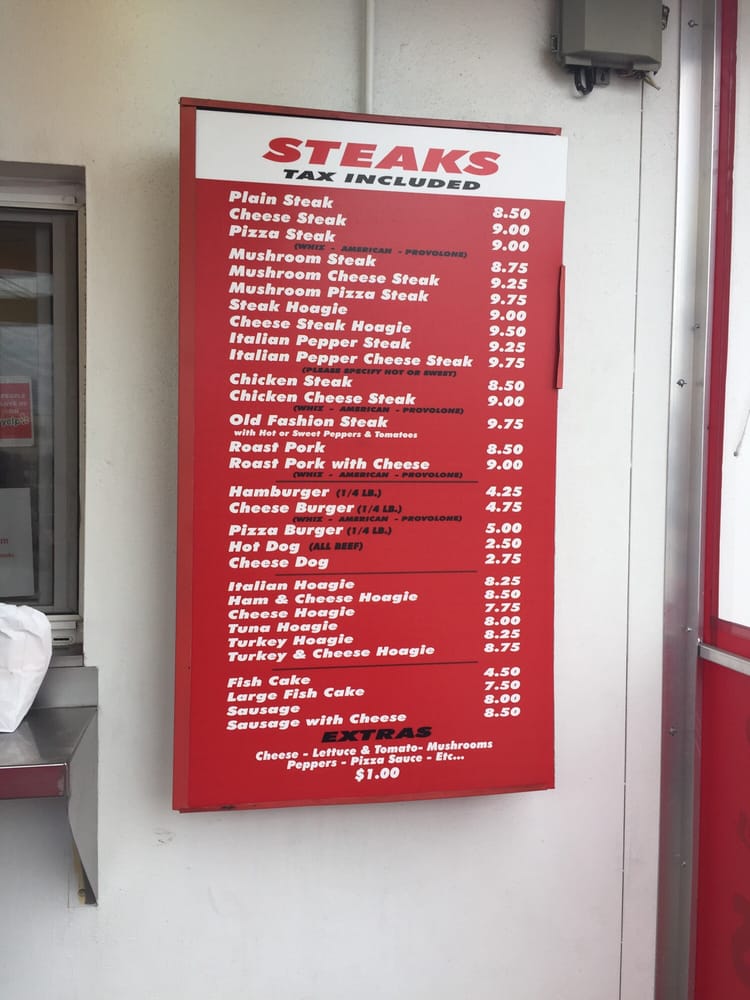 STEAKS
TAX INCLUDED
Plain Steak 8.50
Cheese Steak 9.00
Pizza Steak 9.00
(WHIZ - AMERICAN - PROVOLONE)
Mushroom Steak 8.75
Mushroom Cheese Steak 9.25
Mushroom Pizza Steak 9.75
Steak Hoagie 9.00
Cheese Steak Hoagie 9.50
Italian Pepper Steak 9.25
Italian Pepper Cheese Steak 9.75
(PLEASE SPECIFY HOT OR SWEET)
Chicken Steak 8.50
Chicken Cheese Steak 9.00
(WHIZ - AMERICAN - PROVOLONE)
Old Fashion Steak 9.75
with Hot or Sweet Peppers & Tomatoes
Roast Pork 8.50
Roast Pork with Cheese 9.00
(WHIZ - AMERICAN - PROVOLONE)
Hamburger (1/4 LB.) 4.25
Cheese Burger (1/4 LB.) 4.75
(WHIZ - AMERICAN - PROVOLONE)
Pizza Burger (1/4 LB.) 5.00
Hot Dog (ALL BEEF) 2.50
Cheese Dog 2.75
Italian Hoagie 8.25
Ham & Cheese Hoagie 8.50
Cheese Hoagie 7.75
Tuna Hoagie 8.00
Turkey Hoagie 8.25
Turkey & Cheese Hoagie 8.75
Fish Cake 4.50
Large Fish Cake 7.50
Sausage 8.00
Sausage with Cheese 8.50
EXTRAS
Cheese - Lettuce & Tomato- Mushrooms
Peppers - Pizza Sauce - Etc...
$1.00
PEOPLE
LOVE US
ON
yelp